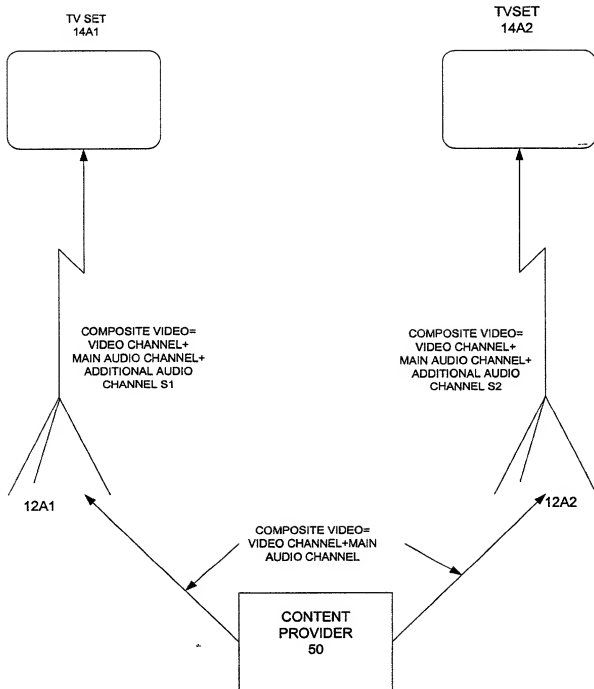 TV SET
14A1
TVSET
14A2
COMPOSITE VIDEO=
VIDEO CHANNEL+
MAIN AUDIO CHANNEL+
ADDITIONAL AUDIO
CHANNEL S1
COMPOSITE VIDEO=
VIDEO CHANNEL+
MAIN AUDIO CHANNEL+
ADDITIONAL AUDIO
CHANNEL S2
12A1
12A2
COMPOSITE VIDEO=
VIDEO CHANNEL+MAIN
AUDIO CHANNEL
CONTENT
PROVIDER
50